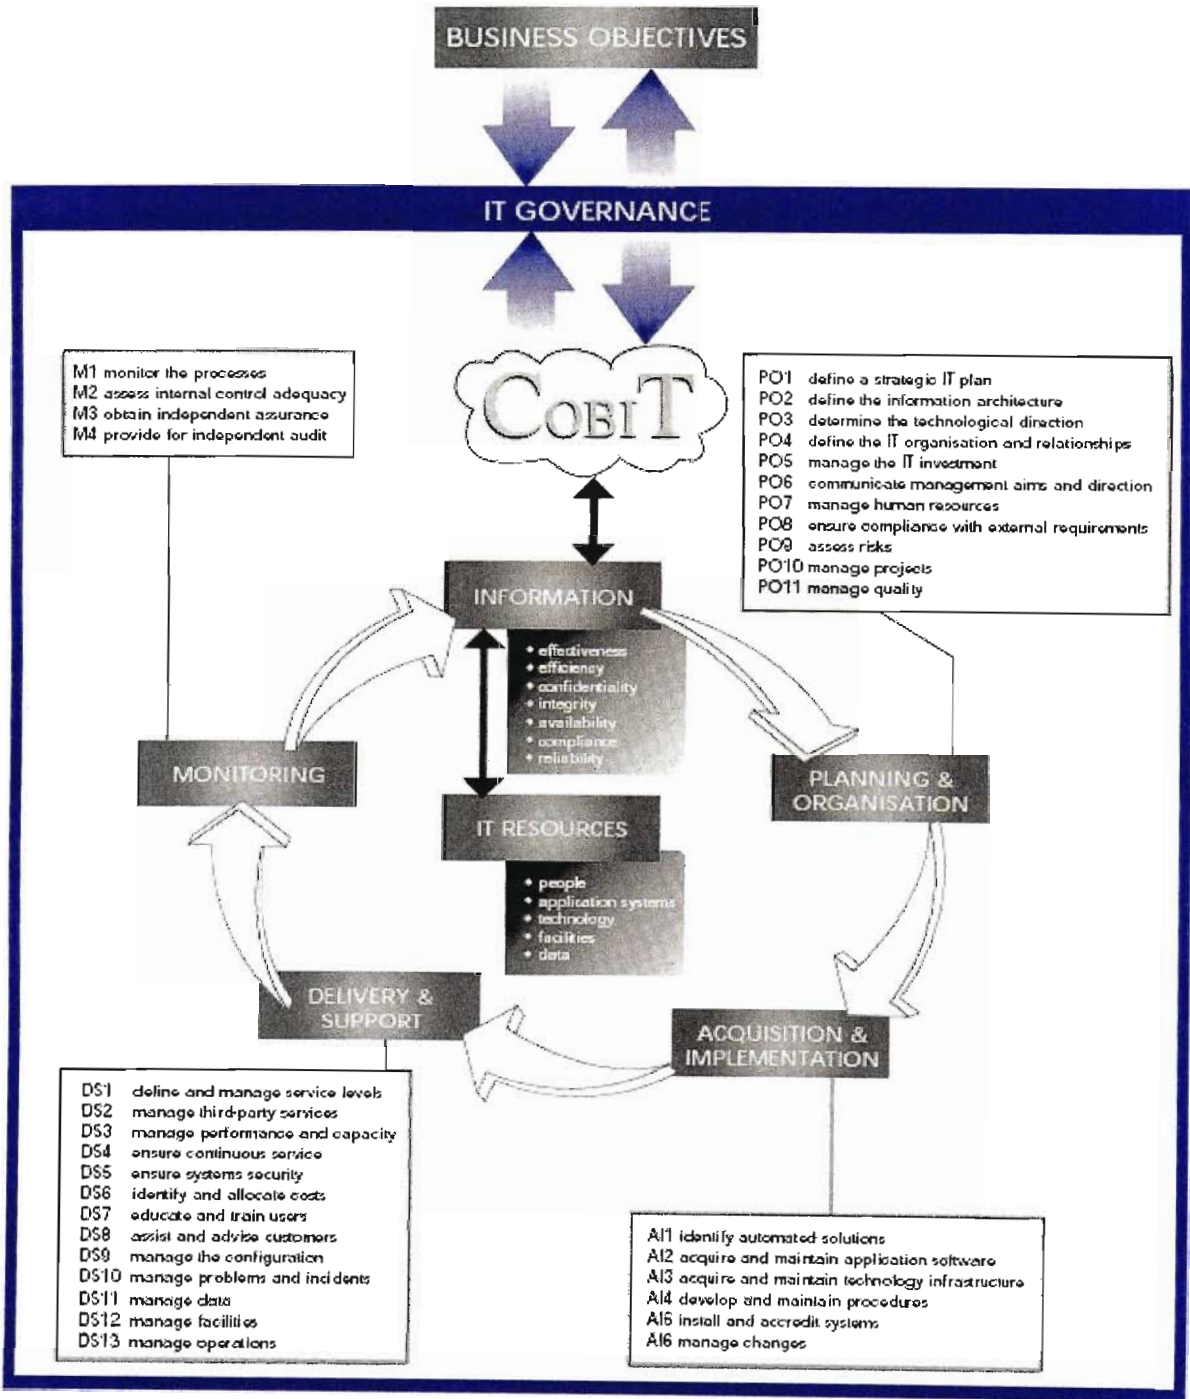 BUSINESS OBJECTIVES
IT GOVERNANCE
COBIT
M1 monitor the processes
M2 assess internal control adequacy
M3 obtain independent assurance
M4 provide for independent audit
PO1 define a strategic IT plan
PO2 define the information architecture
PO3 determine the technological direction
PO4 define the IT organisation and relationships
PO5 manage the IT investment
PO6 communicate management aims and direction
PO7 manage human resources
PO8 ensure compliance with external requirements
PO9 assess risks
PO10 manage projects
PO11 manage quality
INFORMATION
• effectiveness
• efficiency
• confidentiality
• integrity
• availability
• compliance
• reliability
MONITORING
PLANNING &
ORGANISATION
IT RESOURCES
• people
• application systems
• technology
• facilities
• data
DELIVERY &
SUPPORT
ACQUISITION &
IMPLEMENTATION
DS1 define and manage service levels
DS2 manage third-party services
DS3 manage performance and capacity
DS4 ensure continuous service
DS5 ensure systems security
DS6 identify and allocate costs
DS7 educate and train users
DS8 assist and advise customers
DS9 manage the configuration
DS10 manage problems and incidents
DS11 manage data
DS12 manage facilities
DS13 manage operations
AI1 identify automated solutions
AI2 acquire and maintain application software
AI3 acquire and maintain technology infrastructure
AI4 develop and maintain procedures
AI6 install and accredit systems
AI6 manage changes